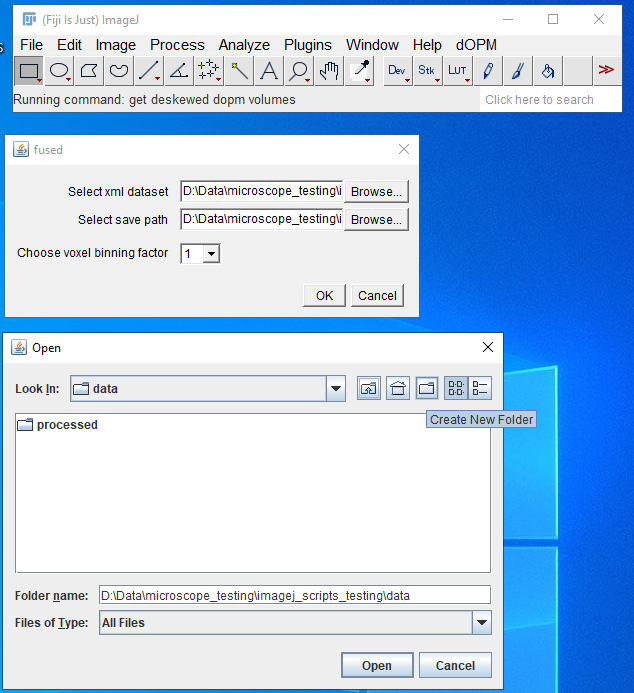 (Fiji Is Just) ImageJ
File Edit Image Process Analyze Plugins Window Help dOPM
A Dev Stk LUT >>
Running command: get deskewed dopm volumes Click here to search
fused
Select xml dataset D:\Data\microscope_testing\i Browse...
Select save path D:\Data\microscope_testing\i Browse...
Choose voxel binning factor 1
OK Cancel
Open
Look In: data
Create New Folder
processed
Folder name: D:\Data\microscope_testing\imagej_scripts_testing\data
Files of Type: All Files
Open Cancel